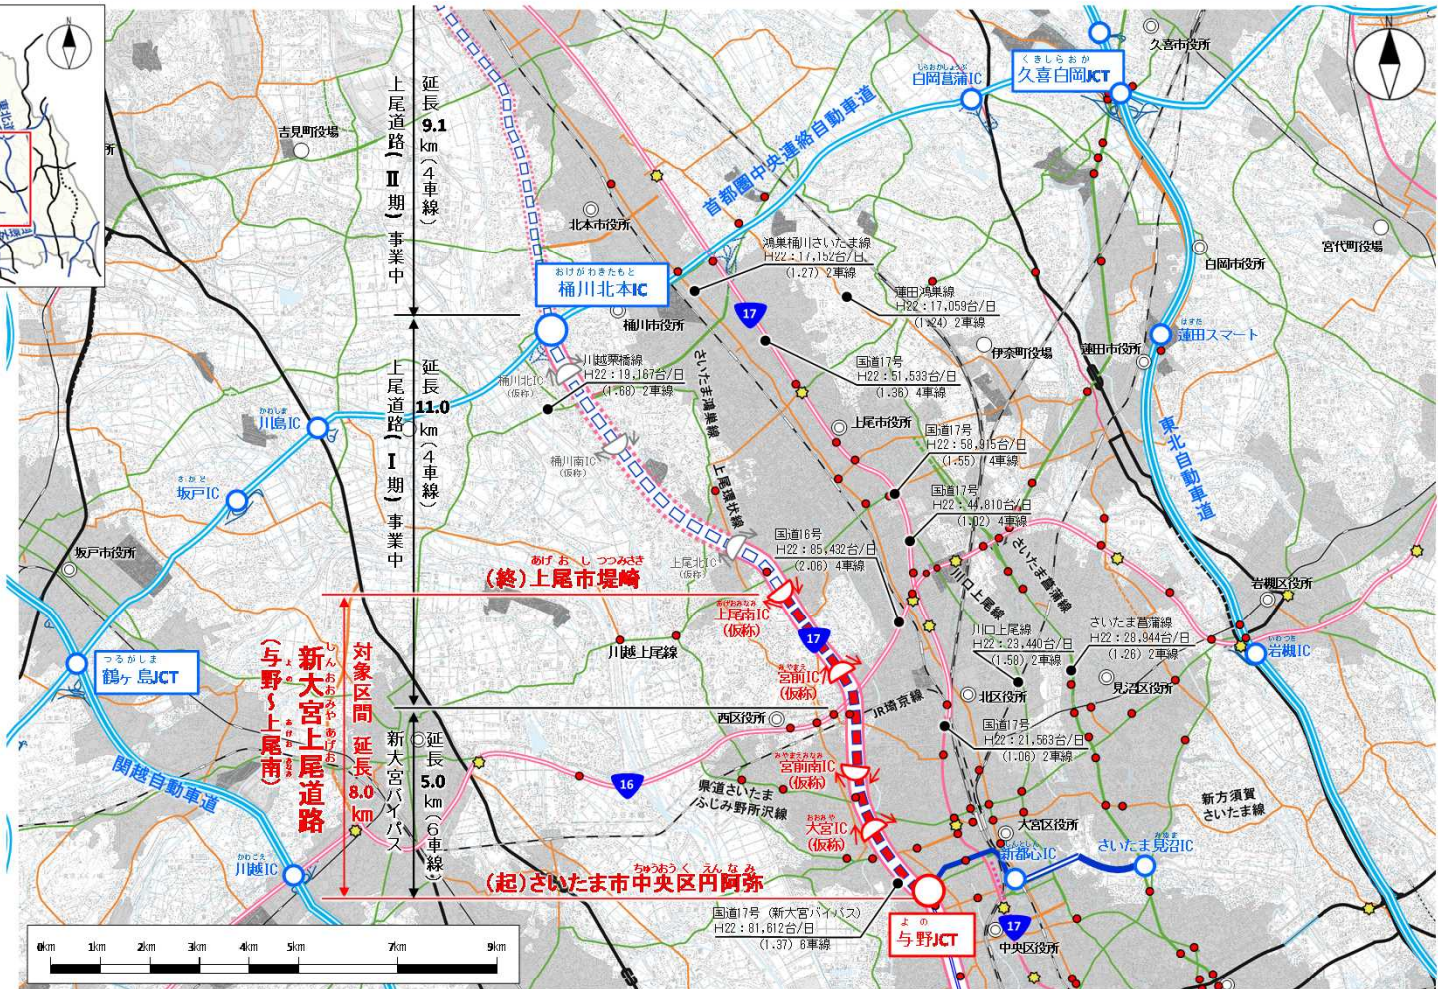 久喜市役所
しらおかしょうぶ
白岡菖蒲IC
くきしらおか
久喜白岡JCT
N
吉見町役場
上尾道路(Ⅱ期)事業中
延長9.1km(4車線)
首都圏中央連絡自動車道
北本市役所
宮代町役場
白岡市役所
鴻巣桶川さいたま線
H22:17,152台/日
(1.27) 2車線
おけがわきたもと
桶川北本IC
桶川市役所
17
蓮田鴻巣線
H22:17,059台/日
(1.24) 2車線
はすだ
蓮田スマート
伊奈町役場
蓮田市役所
川越栗橋線
H22:19,167台/日
(1.68) 2車線
桶川北IC
(仮称)
さいたま鴻巣線
国道17号
H22:51,533台/日
(1.36) 4車線
上尾道路(Ⅰ期)事業中
延長11.0km(4車線)
かわじま
川島IC
上尾市役所
国道17号
H22:58,915台/日
(1.55) 4車線
東北自動車道
桶川南IC
(仮称)
上尾環状線
さかど
坂戸IC
国道17号
H22:44,810台/日
(1.02) 4車線
坂戸市役所
国道16号
H22:85,432台/日
(2.06) 4車線
さいたま菖蒲線
川口上尾線
上尾北IC
(仮称)
あげおしつつみさき
(終)上尾市堤崎
岩槻区役所
あげおみなみ
上尾南IC
(仮称)
17
川越上尾線
川口上尾線
H22:23,440台/日
(1.58) 2車線
さいたま菖蒲線
H22:28,944台/日
(1.26) 2車線
いわつき
岩槻IC
つるがしま
鶴ヶ島JCT
対象区間 延長8.0km
しんおおみやあげお
新大宮上尾道路
よの あげおみなみ
(与野~上尾南)
みやまえ
宮前IC
(仮称)
JR埼京線
北区役所
見沼区役所
西区役所
国道17号
H22:21,563台/日
(1.06) 2車線
新大宮バイパス
延長5.0km(6車線)
関越自動車道
16
みやまえみなみ
宮前南IC
(仮称)
県道さいたま
ふじみ野所沢線
新方須賀
さいたま線
おおみや
大宮IC
(仮称)
大宮区役所
しんとしん
新都心IC
みぬま
さいたま見沼IC
かわごえ
川越IC
ちゅうおうくえんなみ
(起)さいたま市中央区円阿弥
国道17号 (新大宮バイパス)
H22:81,612台/日
(1.37) 6車線
よの
与野JCT
17
中央区役所
0km 1km 2km 3km 4km 5km 7km 9km